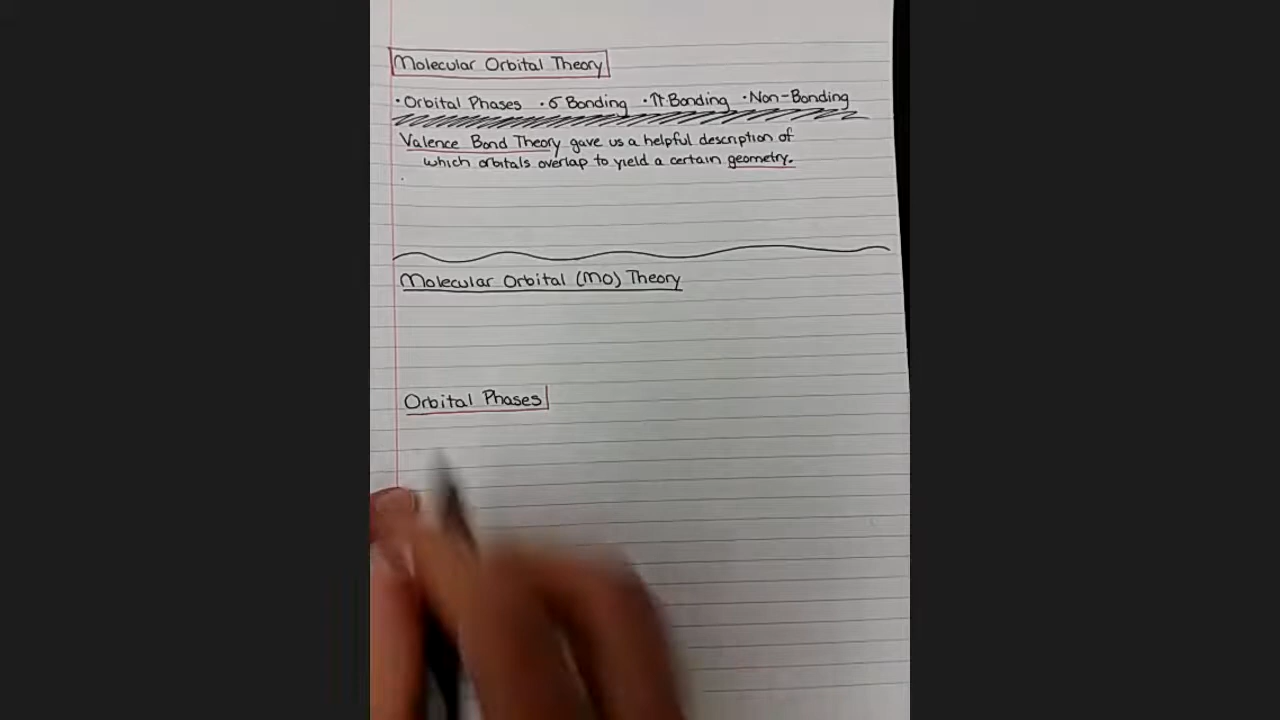 Molecular Orbital Theory
·Orbital Phases ·σ Bonding ·π Bonding ·Non-Bonding
Valence Bond Theory gave us a helpful description of
which orbitals overlap to yield a certain geometry.
Molecular Orbital (MO) Theory
Orbital Phases